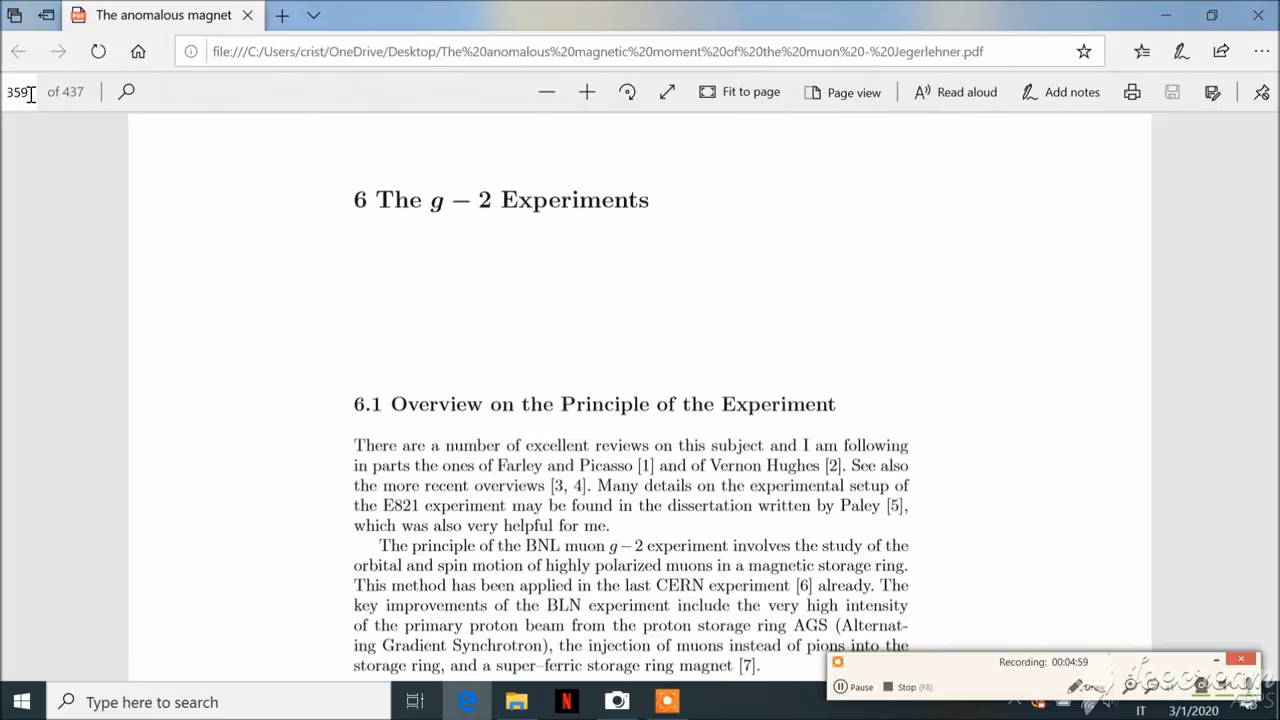 The anomalous magnet
file:///C:/Users/crist/OneDrive/Desktop/The%20anomalous%20magnetic%20moment%20of%20the%20muon%20-%20Jegerlehner.pdf
359 of 437
Fit to page
Page view
Read aloud
Add notes
6 The g − 2 Experiments
6.1 Overview on the Principle of the Experiment
There are a number of excellent reviews on this subject and I am following
in parts the ones of Farley and Picasso [1] and of Vernon Hughes [2]. See also
the more recent overviews [3, 4]. Many details on the experimental setup of
the E821 experiment may be found in the dissertation written by Paley [5],
which was also very helpful for me.
The principle of the BNL muon g − 2 experiment involves the study of the
orbital and spin motion of highly polarized muons in a magnetic storage ring.
This method has been applied in the last CERN experiment [6] already. The
key improvements of the BLN experiment include the very high intensity
of the primary proton beam from the proton storage ring AGS (Alternat-
ing Gradient Synchrotron), the injection of muons instead of pions into the
storage ring, and a super–ferric storage ring magnet [7].
Recording: 00:04:59
Pause
Stop (F8)
Draw
Type here to search
IT
3/1/2020